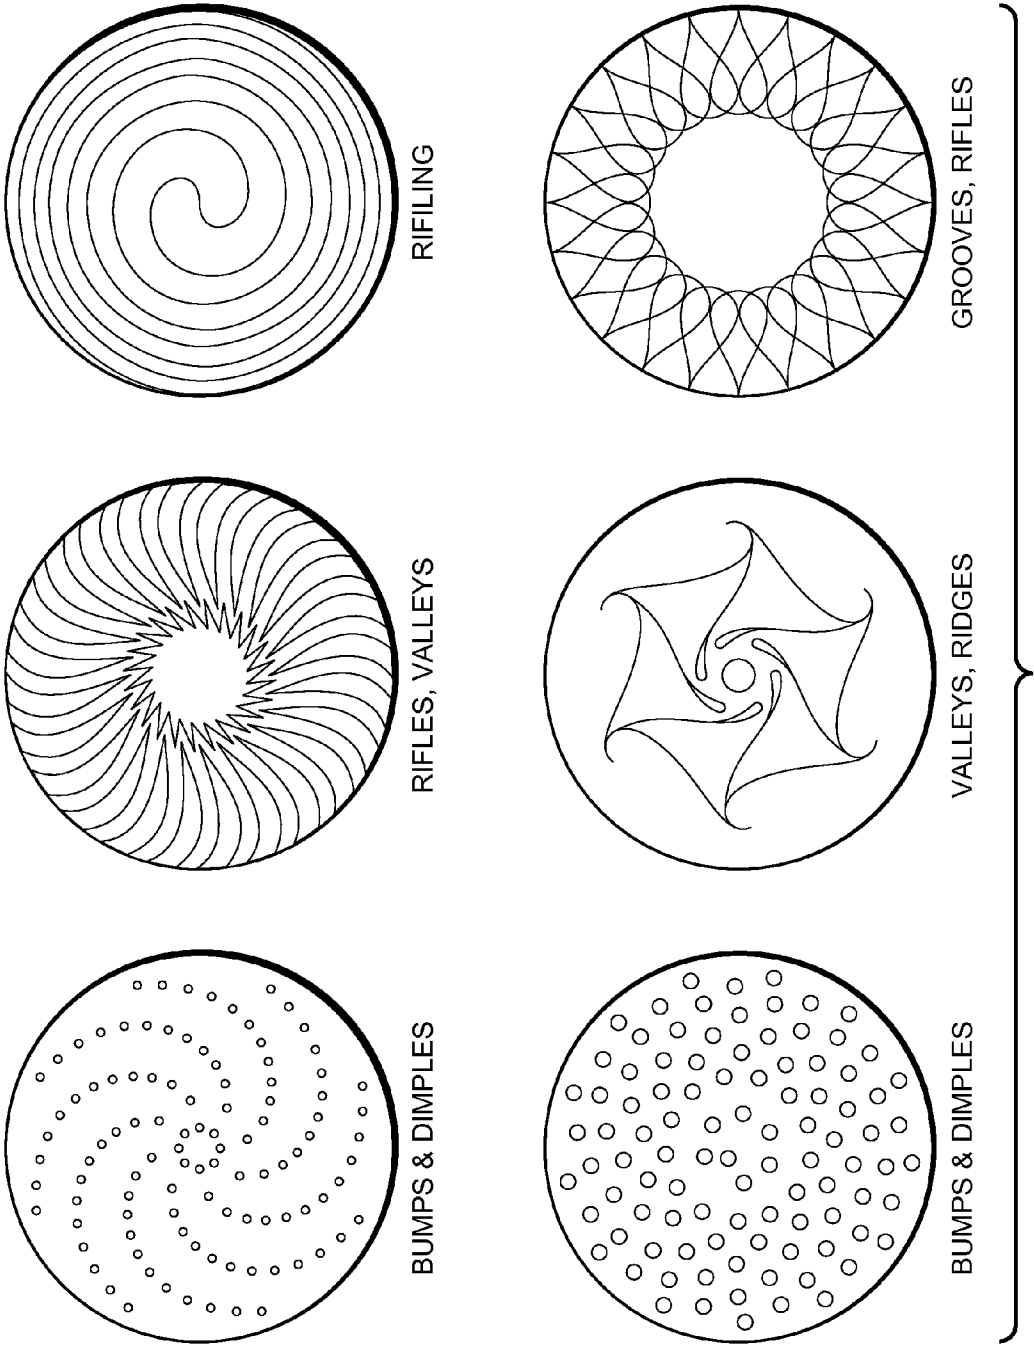 BUMPS & DIMPLES
RIFLES, VALLEYS
RIFILING
BUMPS & DIMPLES
VALLEYS, RIDGES
GROOVES, RIFLES